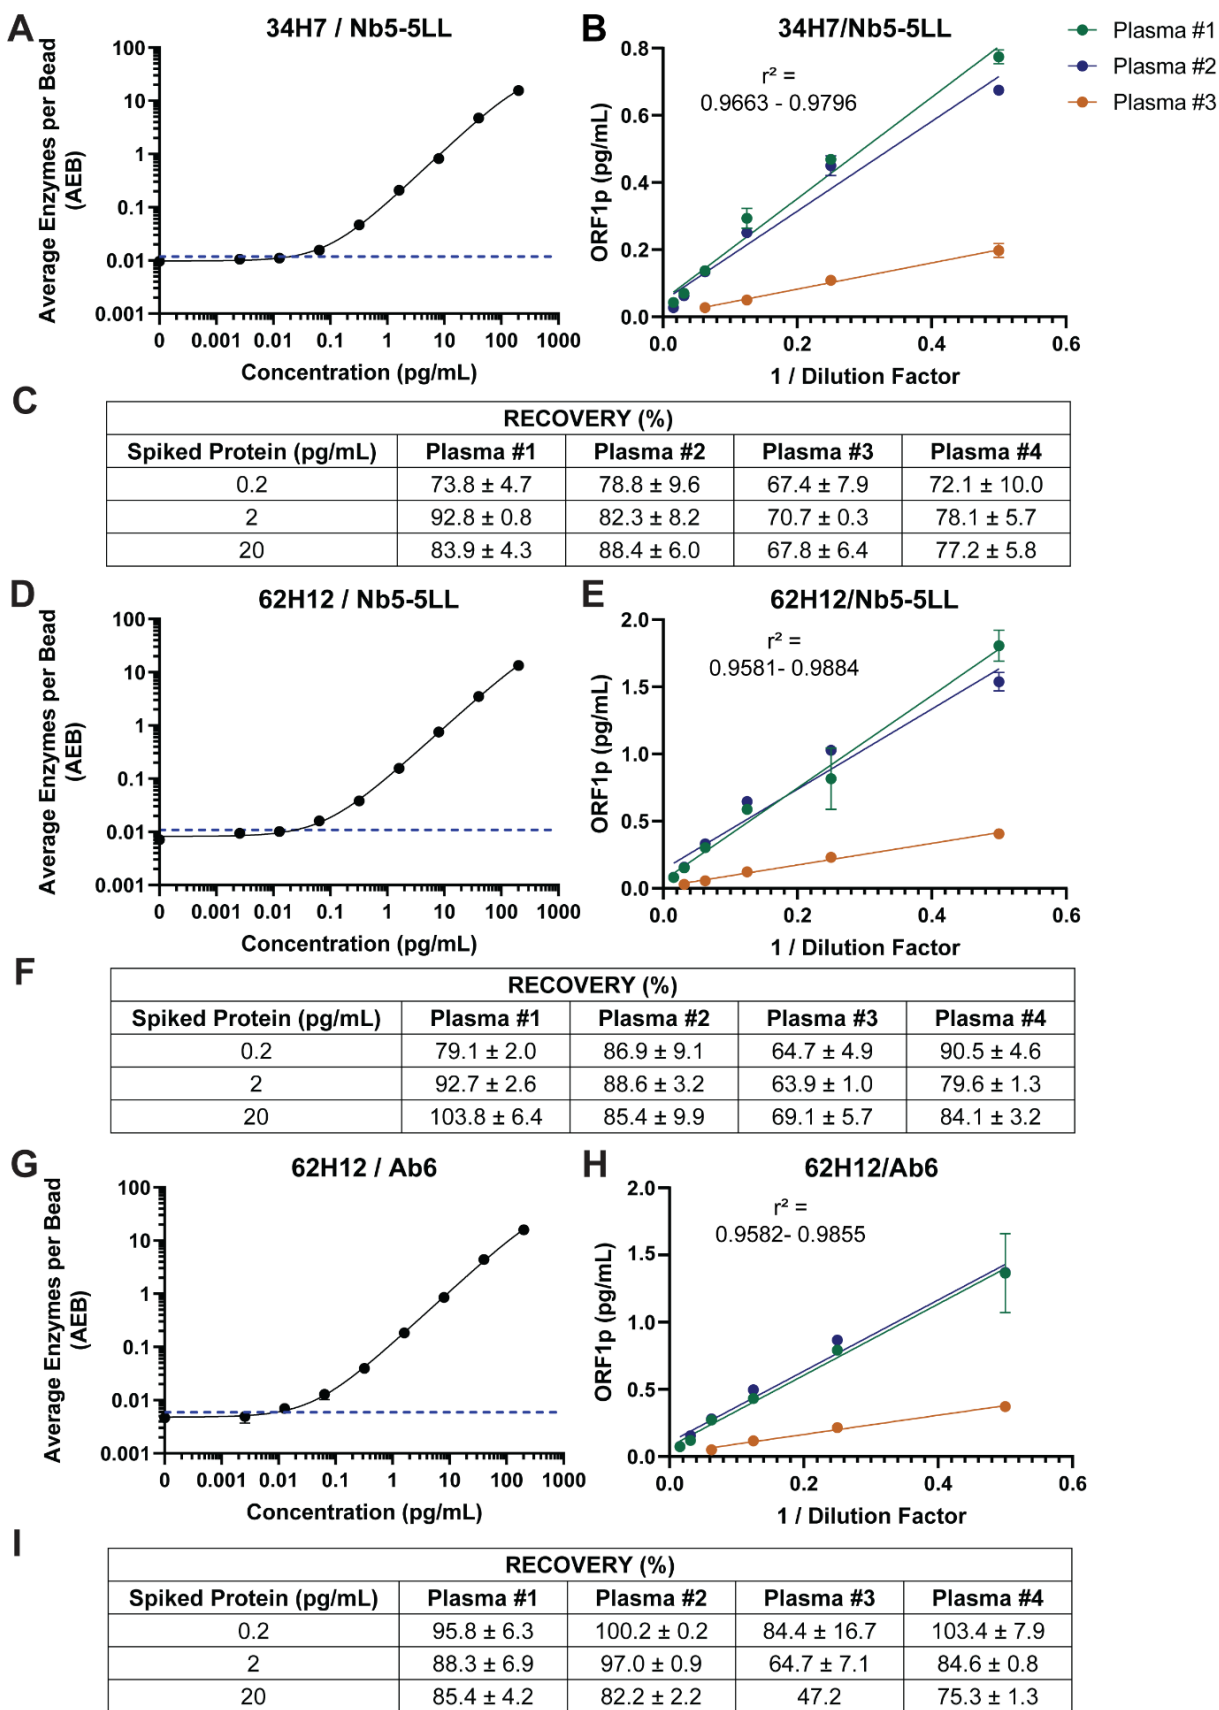 A
34H7 / Nb5-5LL
100
10
1
0.1
0.01
0.001
Average Enzymes per Bead
(AEB)
0 0.001 0.01 0.1 1 10 100 1000
Concentration (pg/mL)
B
34H7/Nb5-5LL
r² =
0.9663 - 0.9796
0.8
0.6
0.4
0.2
0.0
ORF1p (pg/mL)
0.0 0.2 0.4 0.6
1 / Dilution Factor
Plasma #1
Plasma #2
Plasma #3
C
RECOVERY (%)
Spiked Protein (pg/mL) Plasma #1 Plasma #2 Plasma #3 Plasma #4
0.2 73.8 ± 4.7 78.8 ± 9.6 67.4 ± 7.9 72.1 ± 10.0
2 92.8 ± 0.8 82.3 ± 8.2 70.7 ± 0.3 78.1 ± 5.7
20 83.9 ± 4.3 88.4 ± 6.0 67.8 ± 6.4 77.2 ± 5.8
D
62H12 / Nb5-5LL
100
10
1
0.1
0.01
0.001
Average Enzymes per Bead
(AEB)
0 0.001 0.01 0.1 1 10 100 1000
Concentration (pg/mL)
E
62H12/Nb5-5LL
r² =
0.9581- 0.9884
2.0
1.5
1.0
0.5
0.0
ORF1p (pg/mL)
0.0 0.2 0.4 0.6
1 / Dilution Factor
F
RECOVERY (%)
Spiked Protein (pg/mL) Plasma #1 Plasma #2 Plasma #3 Plasma #4
0.2 79.1 ± 2.0 86.9 ± 9.1 64.7 ± 4.9 90.5 ± 4.6
2 92.7 ± 2.6 88.6 ± 3.2 63.9 ± 1.0 79.6 ± 1.3
20 103.8 ± 6.4 85.4 ± 9.9 69.1 ± 5.7 84.1 ± 3.2
G
62H12 / Ab6
100
10
1
0.1
0.01
0.001
Average Enzymes per Bead
(AEB)
0 0.001 0.01 0.1 1 10 100 1000
Concentration (pg/mL)
H
62H12/Ab6
r² =
0.9582- 0.9855
2.0
1.5
1.0
0.5
0.0
ORF1p (pg/mL)
0.0 0.2 0.4 0.6
1 / Dilution Factor
I
RECOVERY (%)
Spiked Protein (pg/mL) Plasma #1 Plasma #2 Plasma #3 Plasma #4
0.2 95.8 ± 6.3 100.2 ± 0.2 84.4 ± 16.7 103.4 ± 7.9
2 88.3 ± 6.9 97.0 ± 0.9 64.7 ± 7.1 84.6 ± 0.8
20 85.4 ± 4.2 82.2 ± 2.2 47.2 75.3 ± 1.3